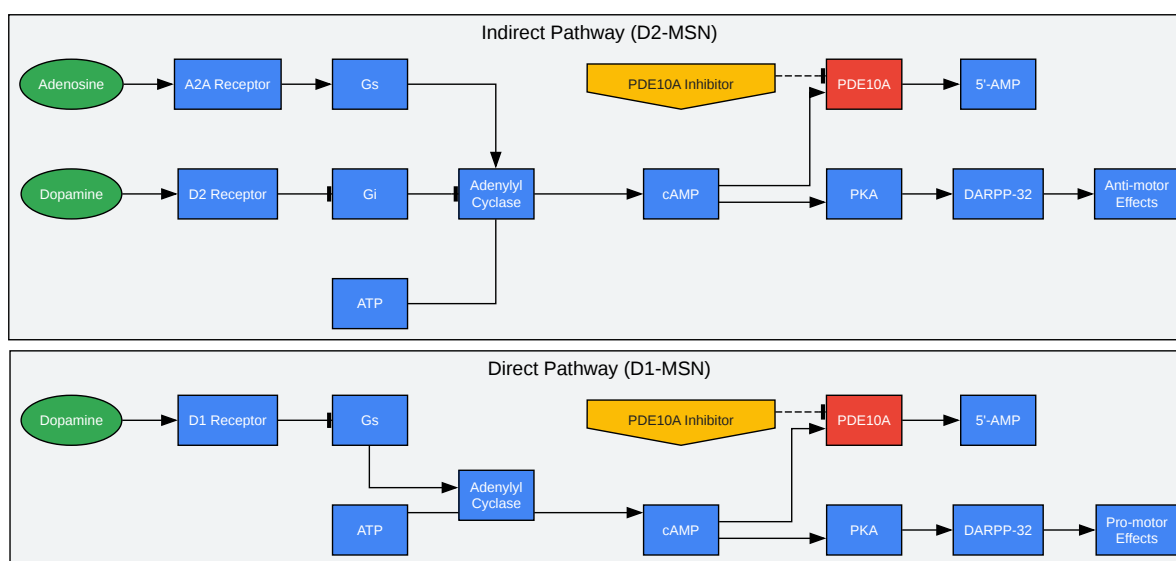 Indirect Pathway (D2-MSN)
Adenosine
A2A Receptor
Gs
PDE10A Inhibitor
PDE10A
5'-AMP
Dopamine
D2 Receptor
Gi
Adenylyl
Cyclase
cAMP
PKA
DARPP-32
Anti-motor
Effects
ATP
Direct Pathway (D1-MSN)
Dopamine
D1 Receptor
Gs
PDE10A Inhibitor
PDE10A
5'-AMP
Adenylyl
Cyclase
ATP
cAMP
PKA
DARPP-32
Pro-motor
Effects